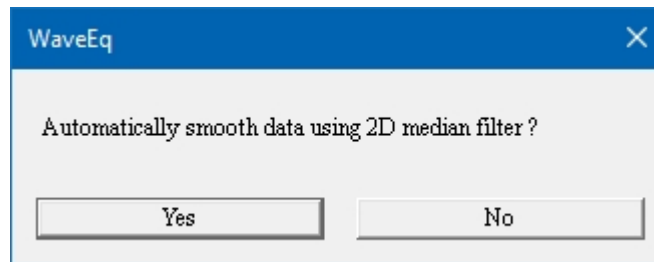 WaveEq
Automatically smooth data using 2D median filter ?
Yes
No